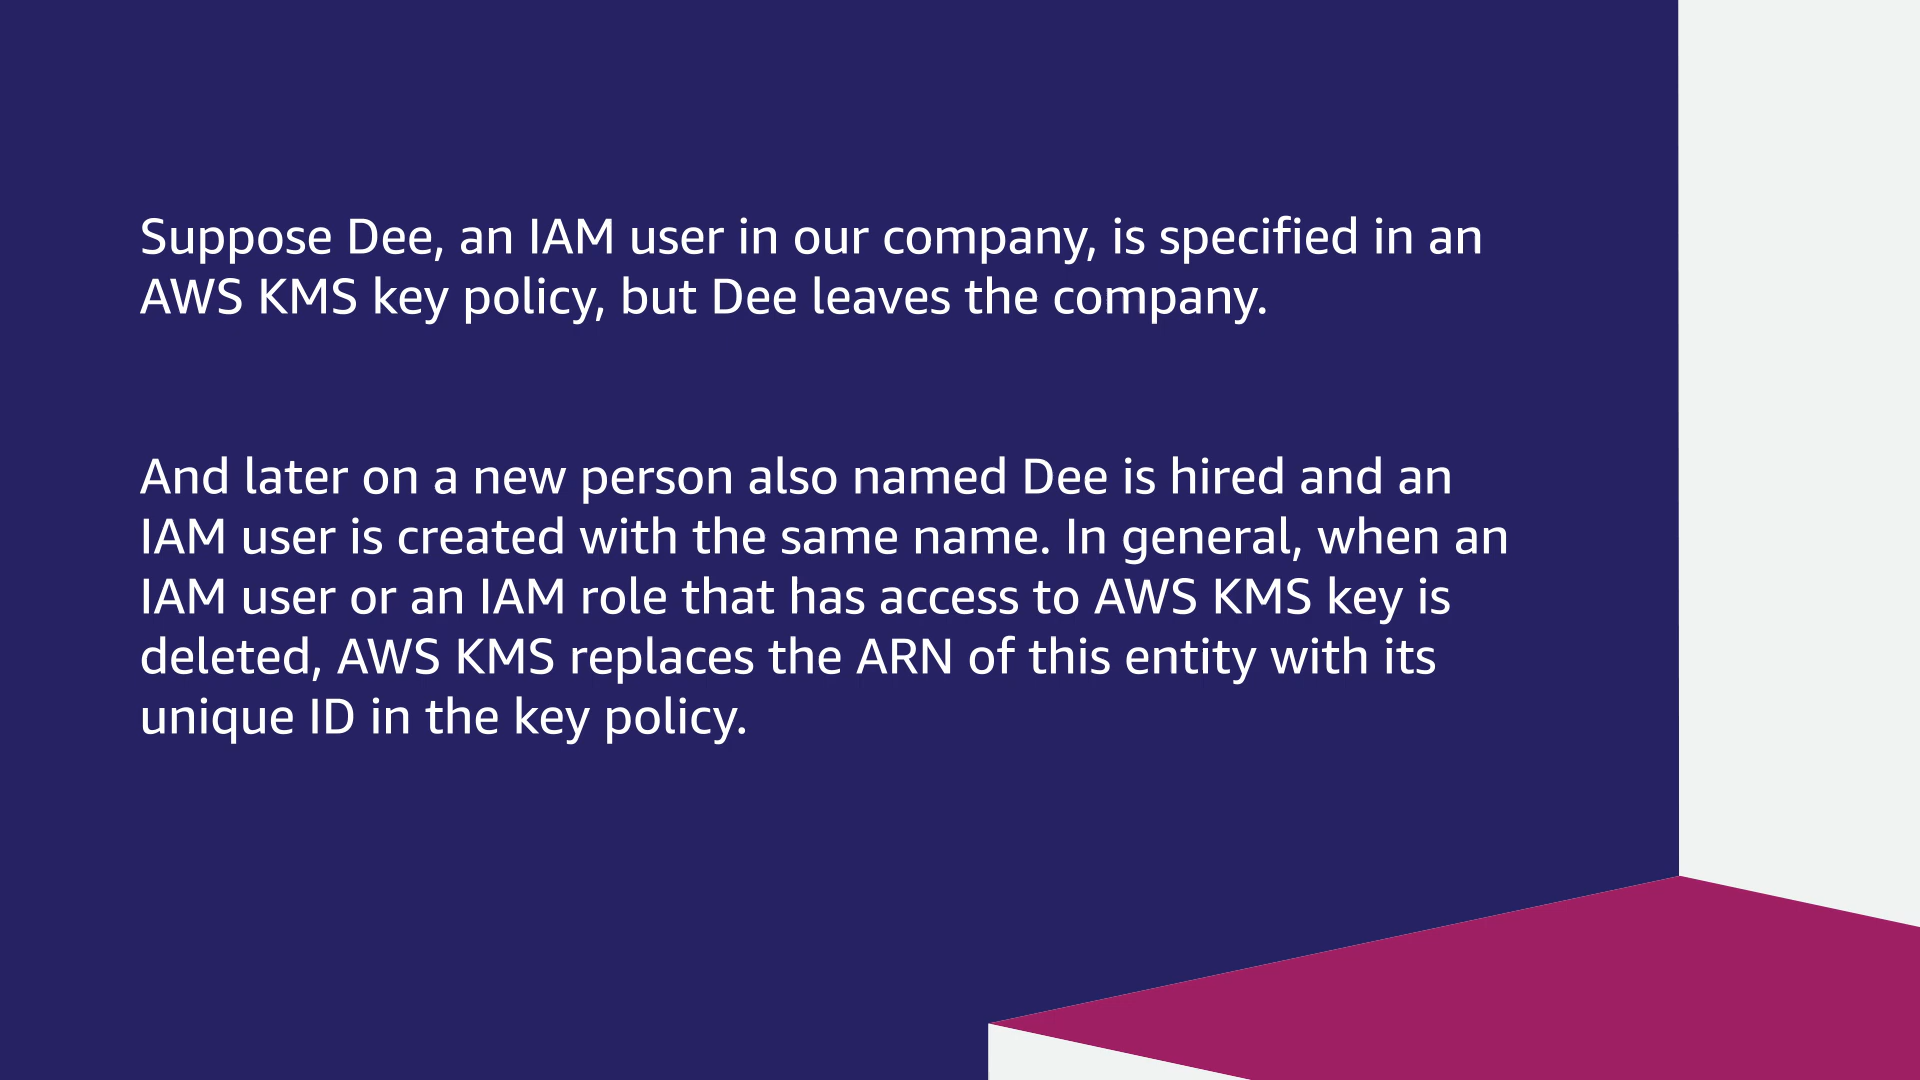 Suppose Dee, an IAM user in our company, is specified in an
AWS KMS key policy, but Dee leaves the company.
And later on a new person also named Dee is hired and an
IAM user is created with the same name. In general, when an
IAM user or an IAM role that has access to AWS KMS key is
deleted, AWS KMS replaces the ARN of this entity with its
unique ID in the key policy.